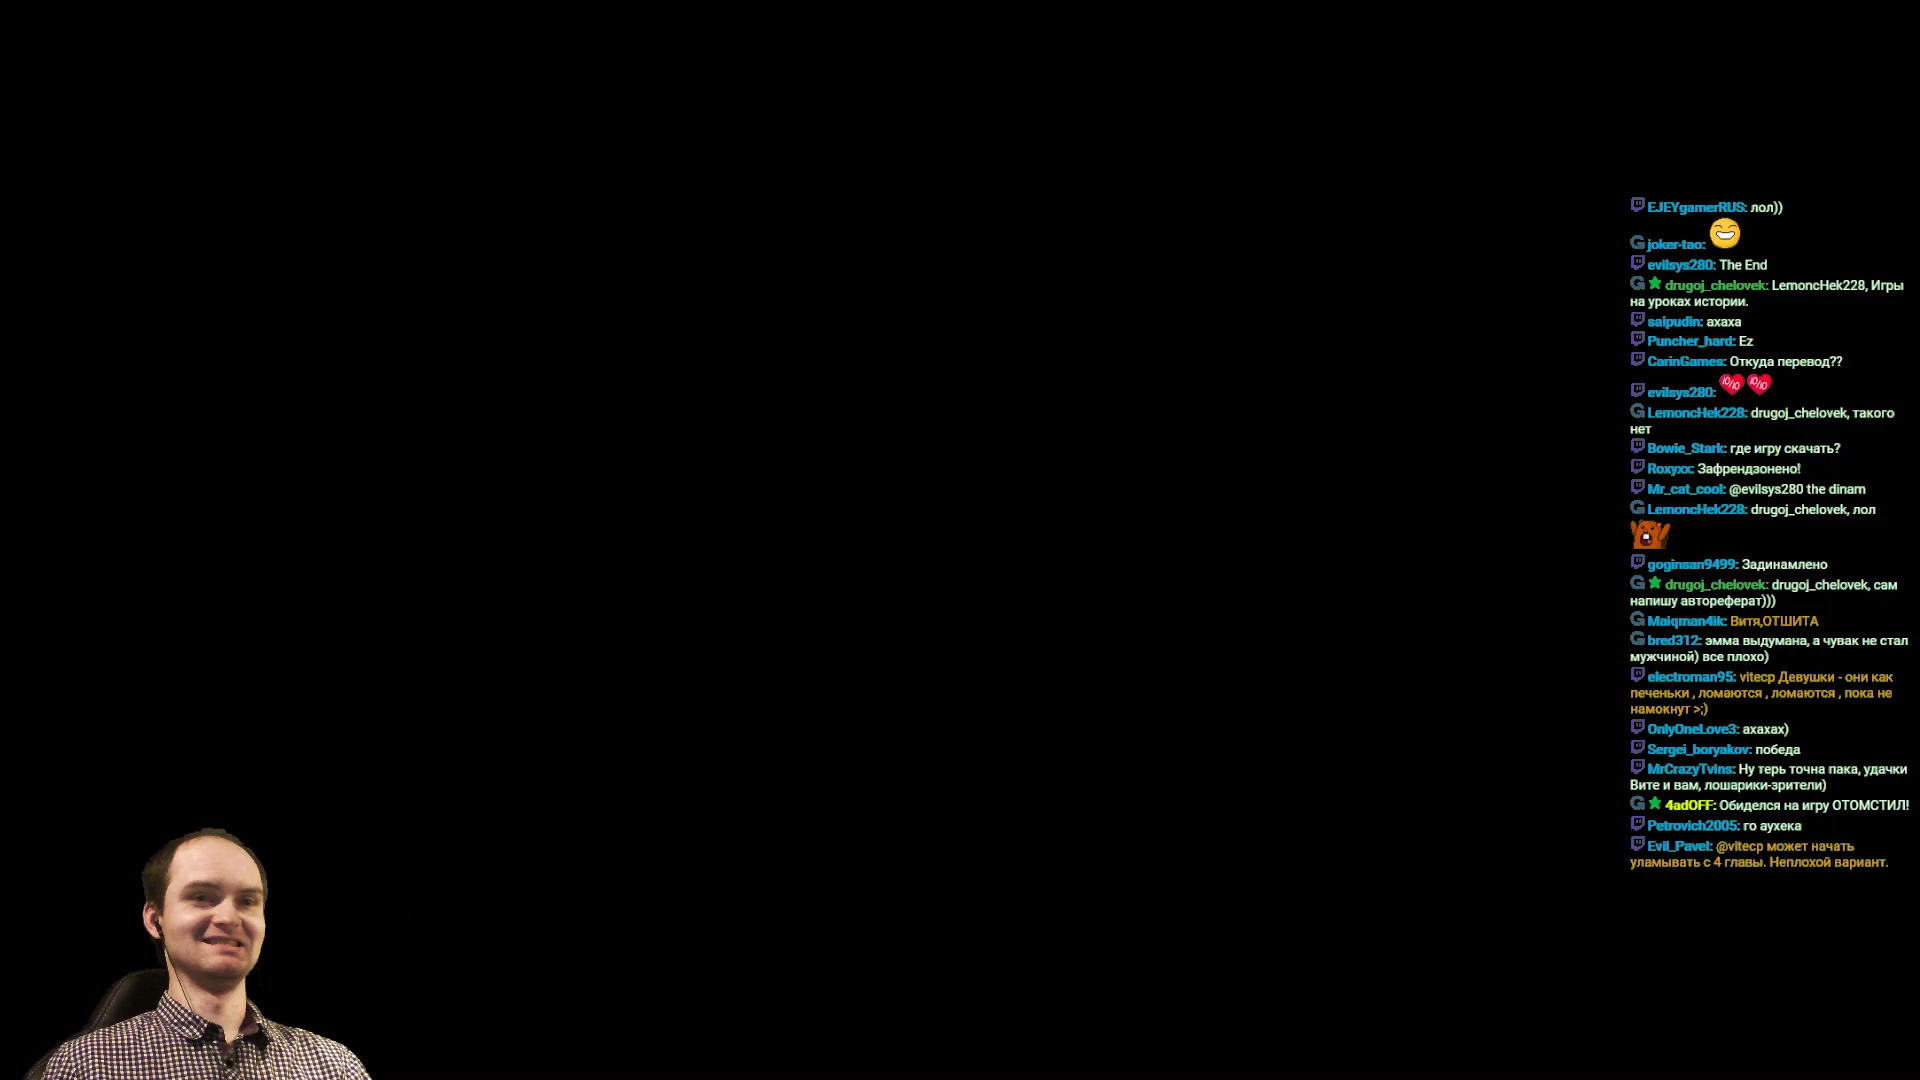 EJEYgamerRUS: лол))
joker-tao:
evilsys280: The End
drugoj_chelovek: LemoncHek228, Игры
на уроках истории.
saipudin: ахаха
Puncher_hard: Ez
CarinGames: Откуда перевод??
evilsys280: 10/10 10/10
LemoncHek228: drugoj_chelovek, такого
нет
Bowie_Stark: где игру скачать?
Roxyxx: Зафрендзонено!
Mr_cat_cool: @evilsys280 the dinam
LemoncHek228: drugoj_chelovek, лол
goginsan9499: Задинамлено
drugoj_chelovek: drugoj_chelovek, сам
напишу автореферат)))
Maiqman4ik: Витя,ОТШИТА
bred312: эмма выдумана, а чувак не стал
мужчиной) все плохо)
electroman95: vitecp Девушки - они как
печеньки , ломаются , ломаются , пока не
намокнут >;)
OnlyOneLove3: ахахах)
Sergei_boryakov: победа
MrCrazyTvins: Ну терь точна пака, удачки
Вите и вам, лошарики-зрители)
4adOFF: Обиделся на игру ОТОМСТИЛ!
Petrovich2005: го аухека
Evil_Pavel: @vitecp может начать
уламывать с 4 главы. Неплохой вариант.